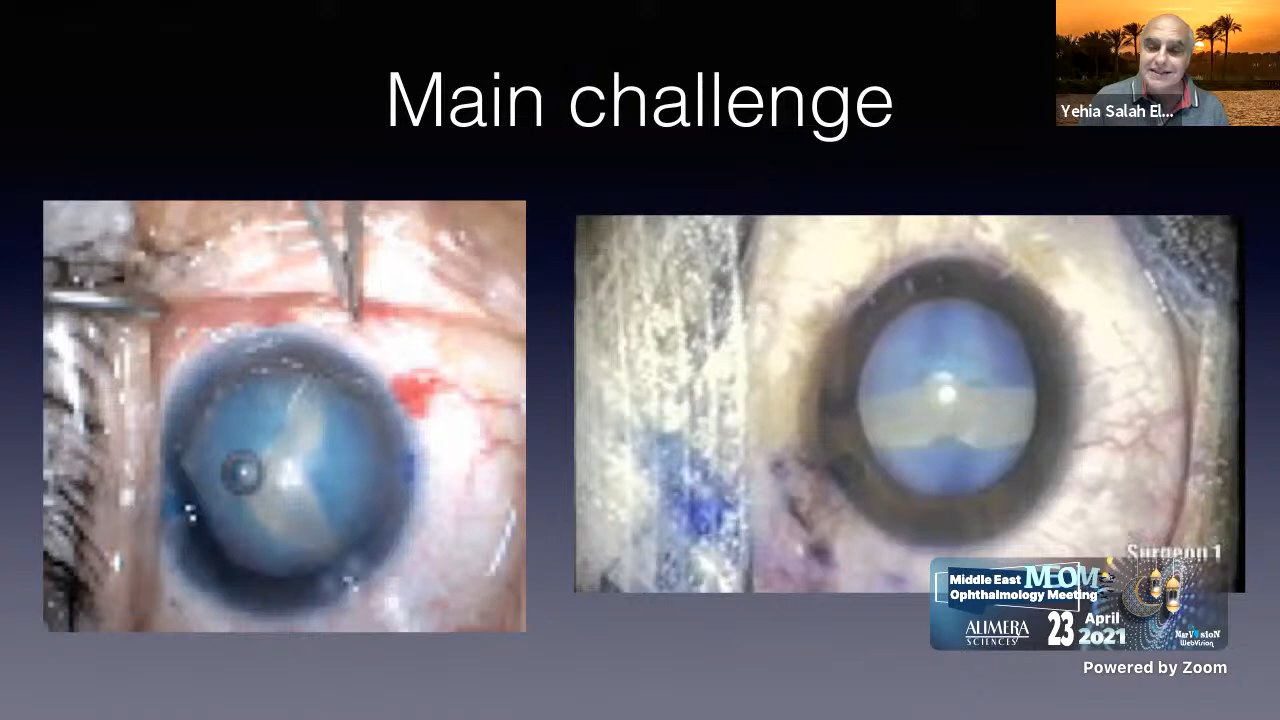 Main challenge
Yehia Salah El...
Surgeon 1
Middle East MEOM
Ophthalmology Meeting
ALIMERA
SCIENCES
23 April
2021
WebVision
Powered by Zoom